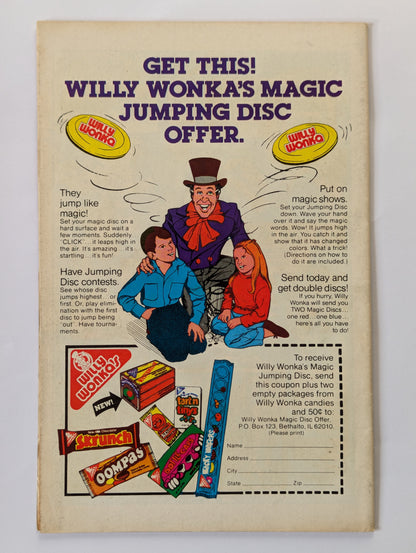 GET THIS!
WILLY WONKA'S MAGIC
JUMPING DISC
OFFER.
WILLY
WONKA
WILLY
WONKA
They
jump like
magic!
Set your magic disc on a
hard surface and wait a
few moments. Suddenly
'CLICK' . . . it leaps high in
the air. It's amazing . . . it's
startling . . . it's fun!
Have Jumping
Disc contests.
See whose disc
jumps highest . . . or
first. Or, play elimi-
nation with the first
disc to jump being
"out". Have tourna-
ments.
Put on
magic shows.
Set your Jumping Disc
down. Wave your hand
over it and say the magic
words. Wow! It jumps high
in the air. You catch it and
show that it has changed
colors. What a trick!
(Directions on how to
do it are included.)
Send today and
get double discs!
If you hurry, Willy
Wonka will send you
TWO Magic Discs . . .
one red . . . one blue . . .
here's all you have
to do!
WILLY
WONKA'S
NEW!
Skrunch
OOMPAS
tart n
tinys
To receive
Willy Wonka's Magic
Jumping Disc, send
this coupon plus two
empty packages from
Willy Wonka candies
and 50¢ to:
Willy Wonka Magic Disc Offer,
P.O. Box 123, Bethalto, IL 62010.
(Please print)
Name
Address
City
State Zip